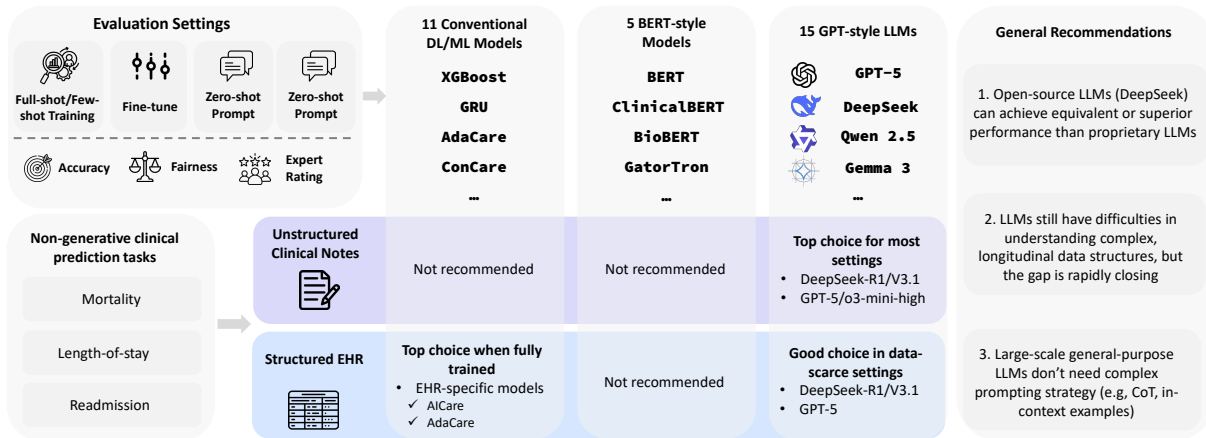 Evaluation Settings
Full-shot/Few-
shot Training
Fine-tune
Zero-shot
Prompt
Zero-shot
Prompt
Accuracy
Fairness
Expert
Rating
Non-generative clinical
prediction tasks
Mortality
Length-of-stay
Readmission
11 Conventional
DL/ML Models
XGBoost
GRU
AdaCare
ConCare
…
5 BERT-style
Models
BERT
ClinicalBERT
BioBERT
GatorTron
…
15 GPT-style LLMs
GPT-5
DeepSeek
Qwen 2.5
Gemma 3
…
Unstructured
Clinical Notes
Not recommended
Not recommended
Top choice for most
settings
• DeepSeek-R1/V3.1
• GPT-5/o3-mini-high
Structured EHR
Top choice when fully
trained
• EHR-specific models
✓ AICare
✓ AdaCare
Not recommended
Good choice in data-
scarce settings
• DeepSeek-R1/V3.1
• GPT-5
General Recommendations
1. Open-source LLMs (DeepSeek)
can achieve equivalent or superior
performance than proprietary LLMs
2. LLMs still have difficulties in
understanding complex,
longitudinal data structures, but
the gap is rapidly closing
3. Large-scale general-purpose
LLMs don't need complex
prompting strategy (e.g, CoT, in-
context examples)